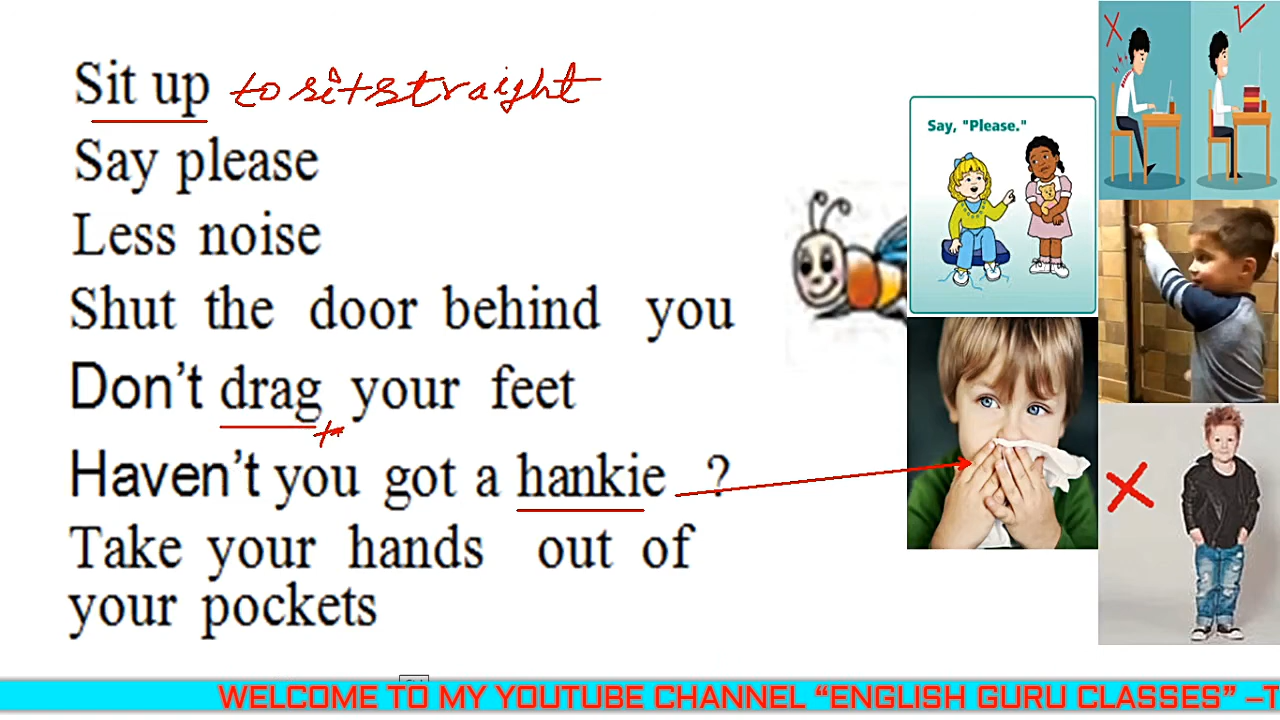 Sit up to sit straight
Say please
Less noise
Shut the door behind you
Don't drag your feet
Haven't you got a hankie ?
Take your hands out of
your pockets
Say, "Please."
WELCOME TO MY YOUTUBE CHANNEL “ENGLISH GURU CLASSES” –T